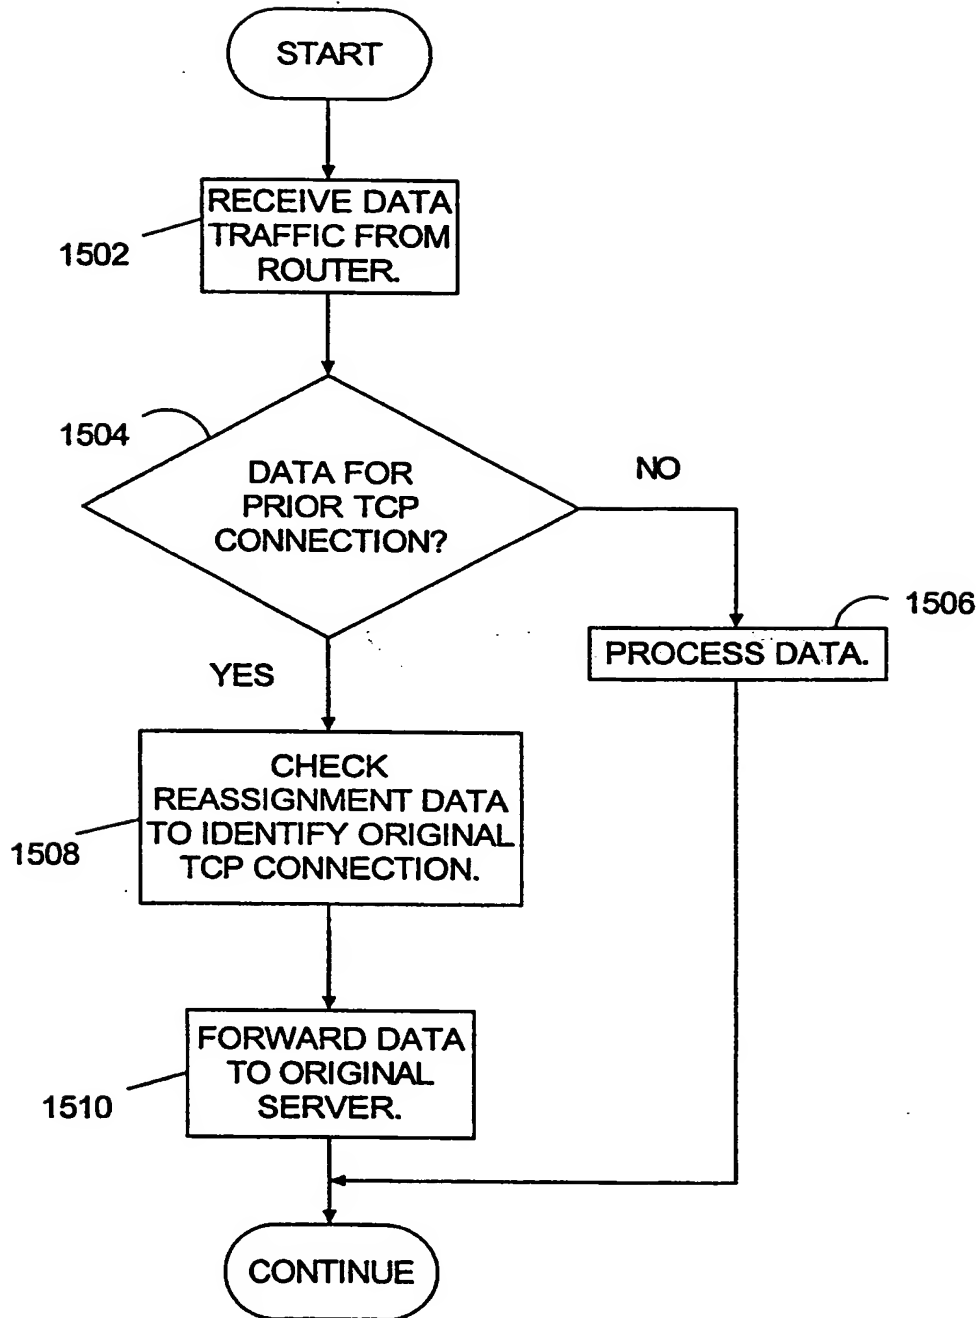 START
RECEIVE DATA
TRAFFIC FROM
ROUTER.
1502
1504
DATA FOR
PRIOR TCP
CONNECTION?
NO
1506
PROCESS DATA.
YES
CHECK
REASSIGNMENT DATA
TO IDENTIFY ORIGINAL
TCP CONNECTION.
1508
FORWARD DATA
TO ORIGINAL
SERVER.
1510
CONTINUE